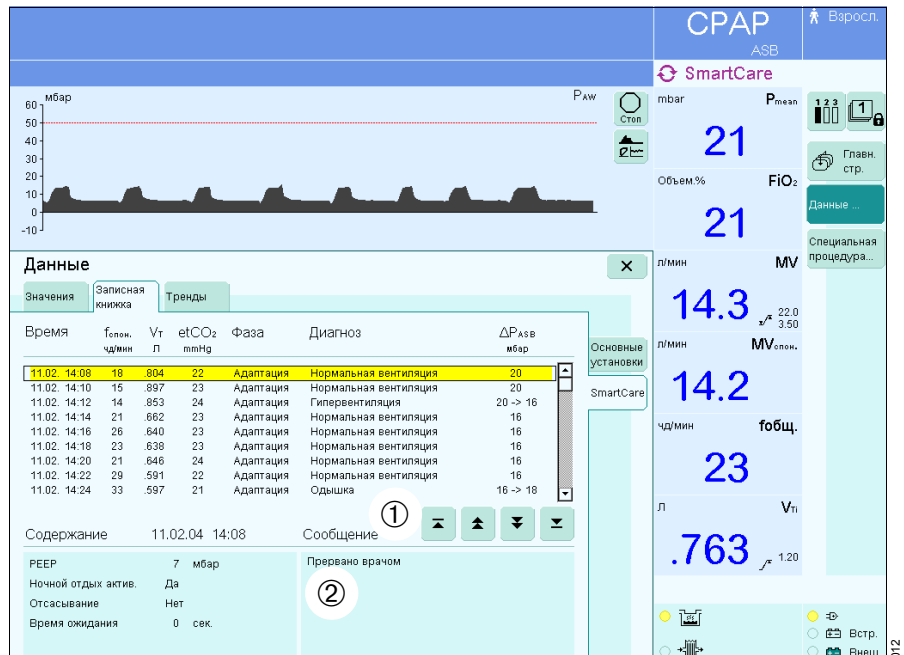 CPAP
ASB
Взросл.
SmartCare
мбар
PAW
60
50
40
30
20
10
0
-10
Стоп
mbar Pmean
21
Объем.% FiO2
21
л/мин MV
14.3 22.0
3.50
л/мин MVспон.
14.2
чд/мин fобщ.
23
л VTi
.763 1.20
1 2 3
1
Главн.
стр.
Данные ...
Специальная
процедура...
Данные
Значения
Записная
книжка
Тренды
Время fспон. VT etCO2 Фаза Диагноз ΔPASB
чд/мин л mmHg мбар
11.02. 14:08 18 .804 22 Адаптация Нормальная вентиляция 20
11.02. 14:10 15 .897 23 Адаптация Нормальная вентиляция 20
11.02. 14:12 14 .853 24 Адаптация Гипервентиляция 20 -> 16
11.02. 14:14 21 .662 23 Адаптация Нормальная вентиляция 16
11.02. 14:16 26 .640 23 Адаптация Нормальная вентиляция 16
11.02. 14:18 23 .638 23 Адаптация Нормальная вентиляция 16
11.02. 14:20 21 .646 24 Адаптация Нормальная вентиляция 16
11.02. 14:22 29 .591 22 Адаптация Нормальная вентиляция 16
11.02. 14:24 33 .597 21 Адаптация Одышка 16 -> 18
Основные
установки
SmartCare
①
Содержание 11.02.04 14:08 Сообщение
PEEP 7 мбар
Ночной отдых актив. Да
Отсасывание Нет
Время ожидания 0 сек.
Прервано врачом
②
Встр.
Внеш
012